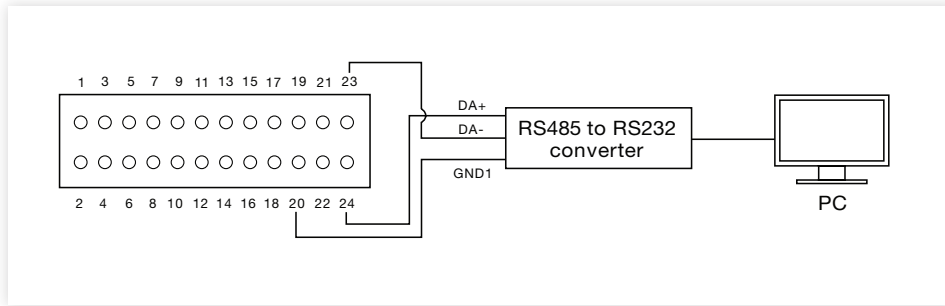 1 3 5 7 9 11 13 15 17 19 21 23
DA+
DA-
GND1
RS485 to RS232
converter
2 4 6 8 10 12 14 16 18 20 22 24
PC